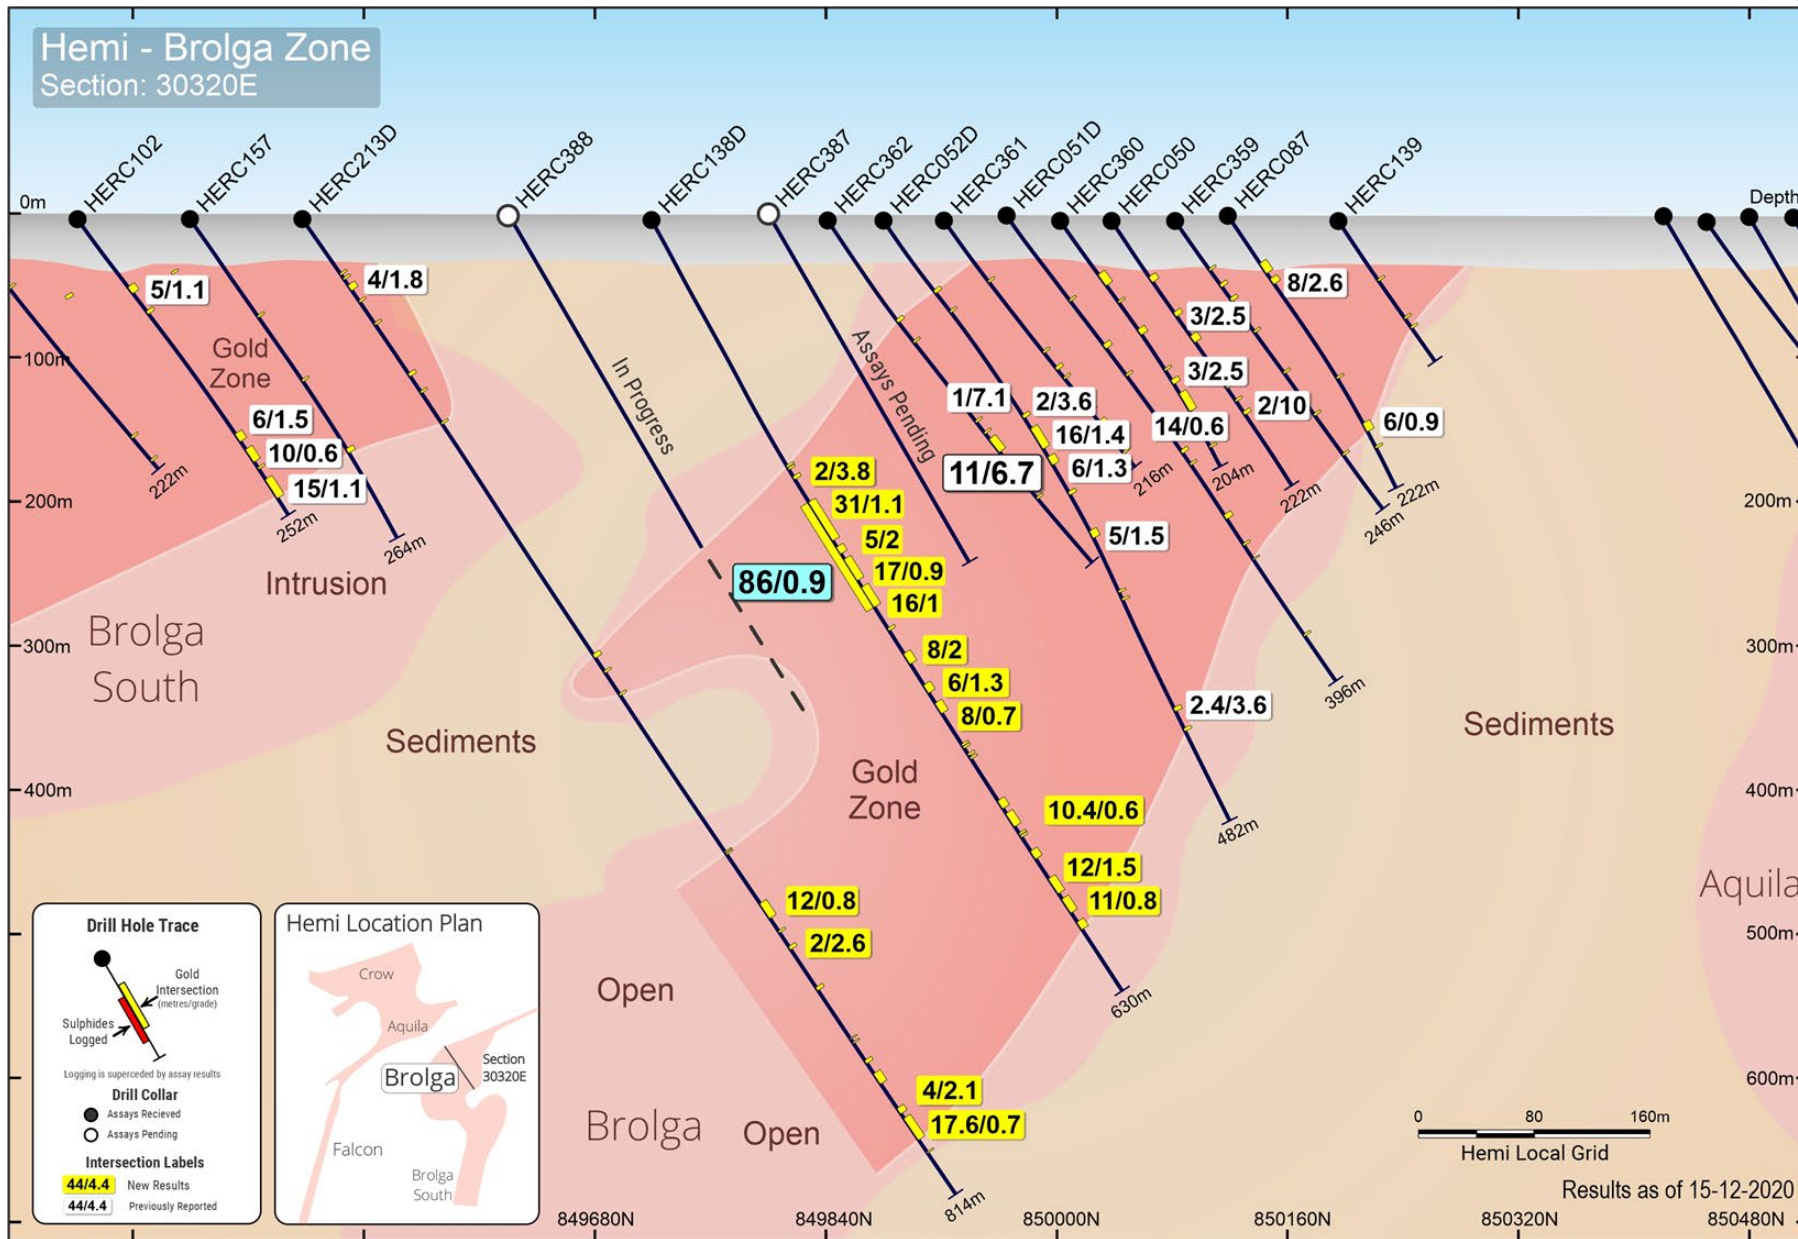 Hemi - Brolga Zone
Section: 30320E
HERC102
HERC157
HERC213D
HERC388
HERC138D
HERC387
HERC362
HERC052D
HERC361
HERC051D
HERC360
HERC050
HERC359
HERC087
HERC139
0m
Depth
100m
200m
300m
400m
200m
300m
400m
500m
600m
5/1.1
4/1.8
Gold
Zone
6/1.5
10/0.6
15/1.1
222m
252m
264m
Intrusion
Brolga
South
Sediments
In Progress
Assays Pending
8/2.6
3/2.5
3/2.5
1/7.1
2/3.6
2/10
16/1.4
14/0.6
6/0.9
11/6.7
6/1.3
216m
204m
222m
246m
222m
5/1.5
2/3.8
31/1.1
5/2
17/0.9
86/0.9
16/1
8/2
6/1.3
8/0.7
2.4/3.6
396m
482m
Sediments
Gold
Zone
10.4/0.6
12/1.5
11/0.8
630m
Aquila
12/0.8
2/2.6
Open
4/2.1
17.6/0.7
Brolga
Open
814m
Drill Hole Trace
Gold
Intersection
(metres/grade)
Sulphides
Logged
Logging is superceded by assay results
Drill Collar
Assays Recieved
Assays Pending
Intersection Labels
44/4.4 New Results
44/4.4 Previously Reported
Hemi Location Plan
Crow
Aquila
Brolga
Section
30320E
Falcon
Brolga
South
0 80 160m
Hemi Local Grid
Results as of 15-12-2020
849680N
849840N
850000N
850160N
850320N
850480N